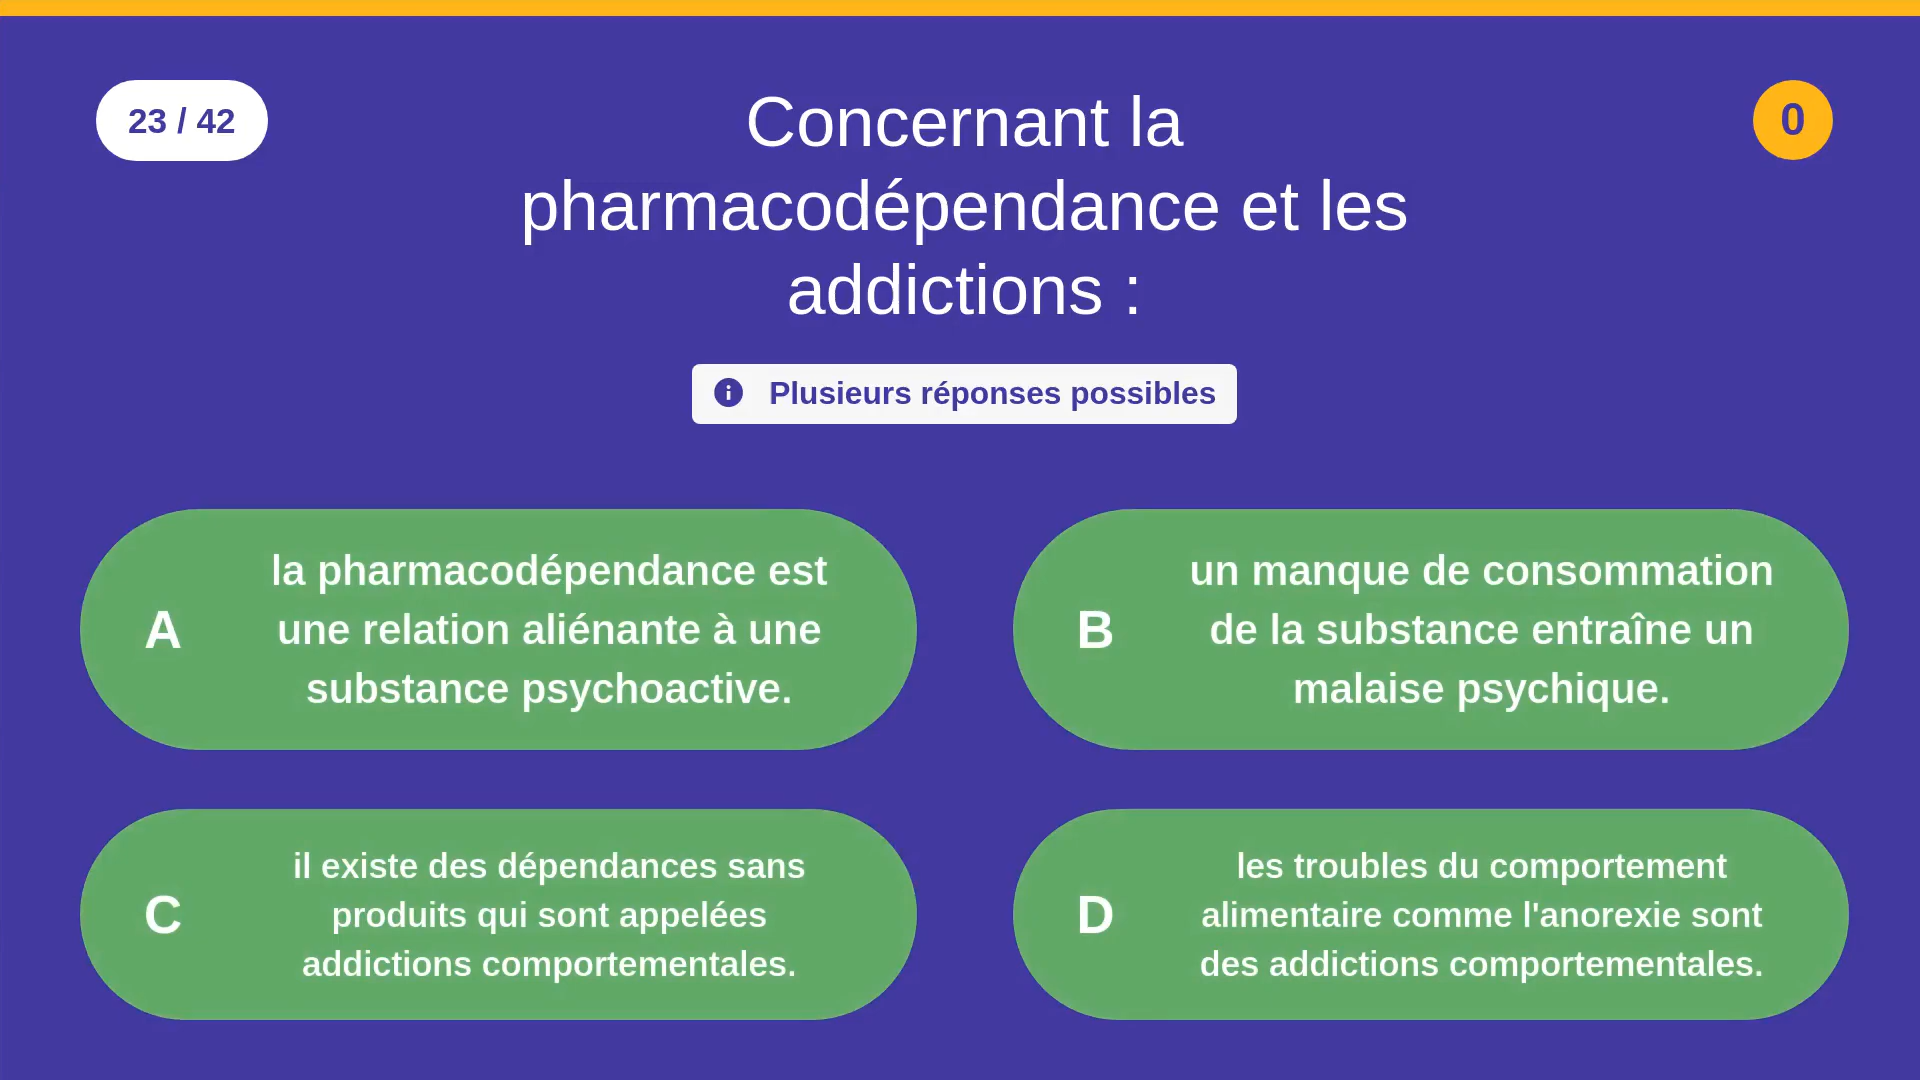 23 / 42
Concernant la
pharmacodépendance et les
addictions :
0
Plusieurs réponses possibles
A
la pharmacodépendance est
une relation aliénante à une
substance psychoactive.
B
un manque de consommation
de la substance entraîne un
malaise psychique.
C
il existe des dépendances sans
produits qui sont appelées
addictions comportementales.
D
les troubles du comportement
alimentaire comme l'anorexie sont
des addictions comportementales.